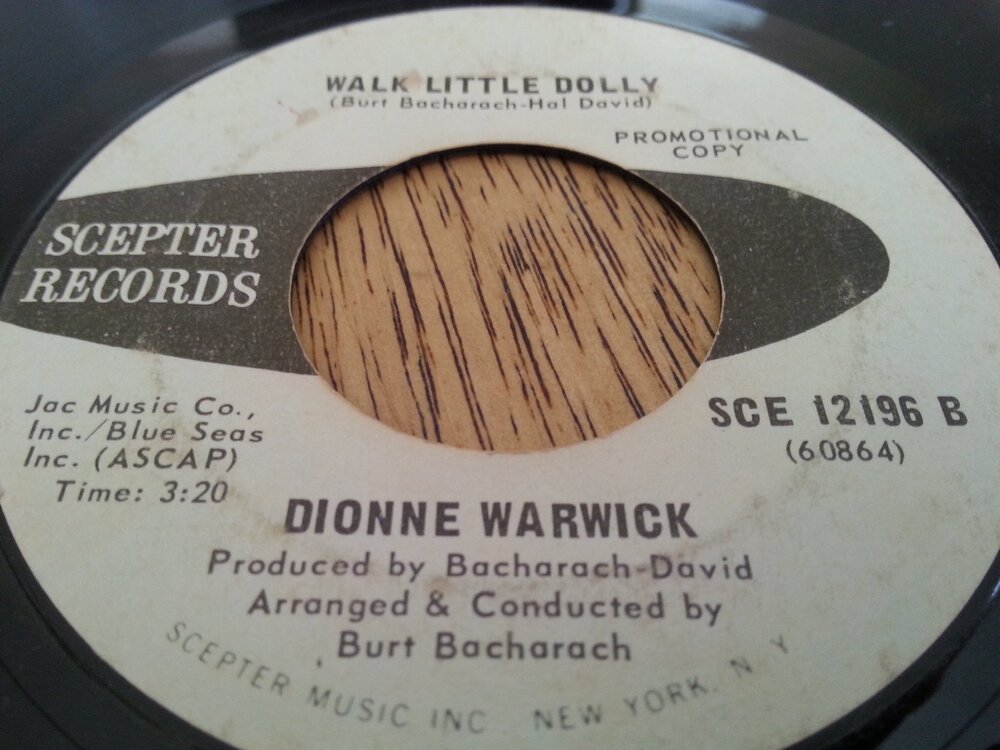 WALK LITTLE DOLLY
(Burt Bacharach-Hal David)
PROMOTIONAL
COPY
SCEPTER
RECORDS
Jac Music Co.,
Inc./Blue Seas
Inc. (ASCAP)
Time: 3:20
SCE 12196 B
(60864)
DIONNE WARWICK
Produced by Bacharach-David
Arranged & Conducted by
Burt Bacharach
SCEPTER MUSIC INC NEW YORK. N Y